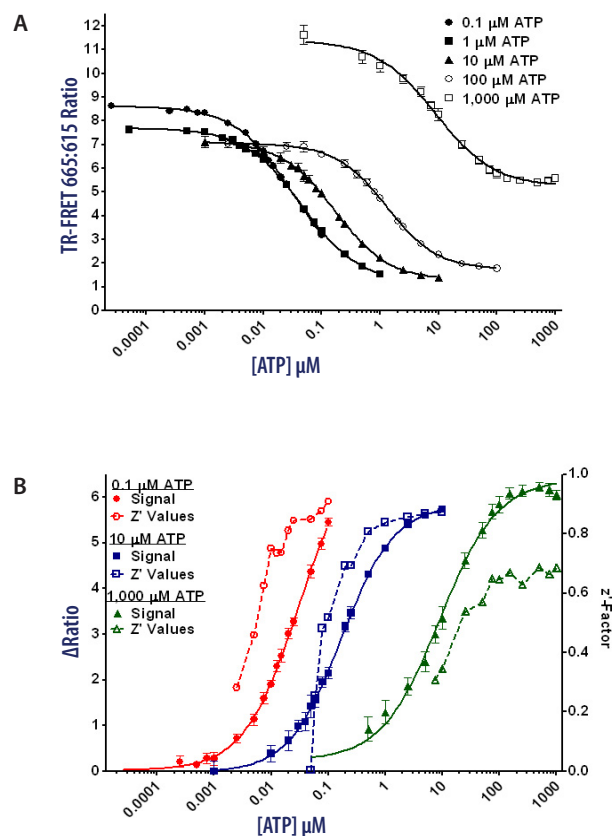 A
TR-FRET 665:615 Ratio
12
11
10
9
8
7
6
5
4
3
2
1
0
0.1 µM ATP
1 µM ATP
10 µM ATP
100 µM ATP
1,000 µM ATP
0.0001
0.001
0.01
0.1
1
10
100
1000
[ATP] µM
B
ΔRatio
6
5
4
3
2
1
0
0.1 µM ATP
Signal
Z' Values
10 µM ATP
Signal
Z' Values
1,000 µM ATP
Signal
Z' Values
1.0
0.8
0.6
0.4
0.2
0.0
z'-Factor
0.0001
0.001
0.01
0.1
1
10
100
1000
[ATP] µM